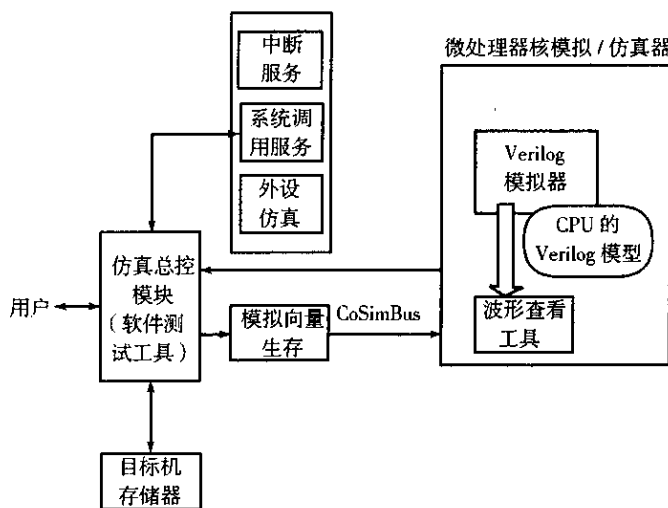 中断
服务
系统调
用服务
外设
仿真
微处理器核模拟/仿真器
Verilog
模拟器
CPU 的
Verilog 模型
波形查看
工具
用户
仿真总控
模块
(软件测
试工具)
模拟向量
生存
CoSimBus
目标机
存储器